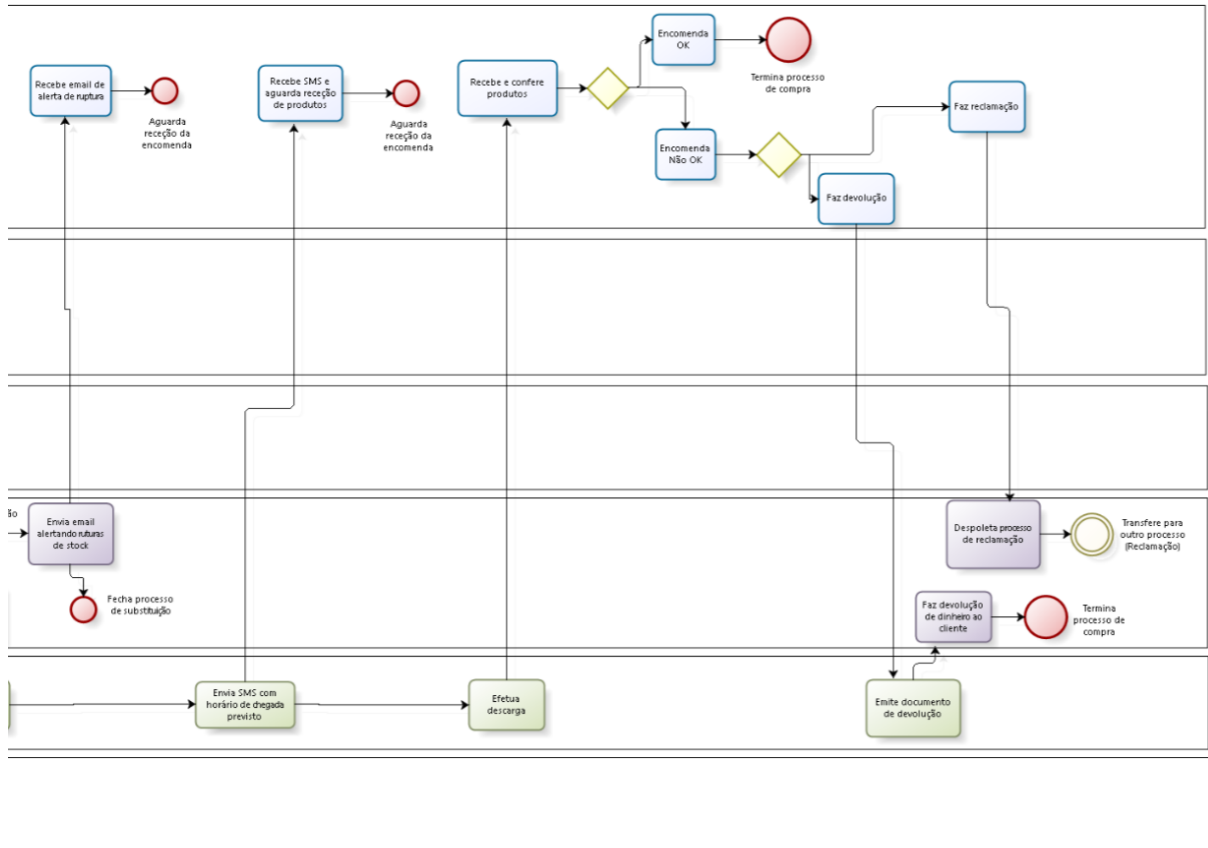 Encomenda
OK
Termina processo
de compra
Recebe email de
alerta de ruptura
Aguarda
receção da
encomenda
Recebe SMS e
aguarda receção
de produtos
Aguarda
receção da
encomenda
Recebe e confere
produtos
Encomenda
Não OK
Faz devolução
Faz reclamação
ão
Envia email
alertando ruturas
de stock
Fecha processo
de substituição
Despoleta processo
de reclamação
Transfere para
outro processo
(Reclamação)
Faz devolução
de dinheiro ao
cliente
Termina
processo de
compra
Envia SMS com
horário de chegada
previsto
Efetua
descarga
Emite documento
de devolução